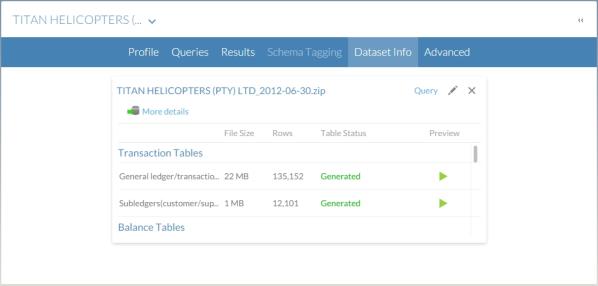 TITAN HELICOPTERS (...
Profile Queries Results Schema Tagging Dataset Info Advanced
TITAN HELICOPTERS (PTY) LTD_2012-06-30.zip Query
More details
File Size Rows Table Status Preview
Transaction Tables
General ledger/transactio... 22 MB 135,152 Generated
Subledgers(customer/sup... 1 MB 12,101 Generated
Balance Tables